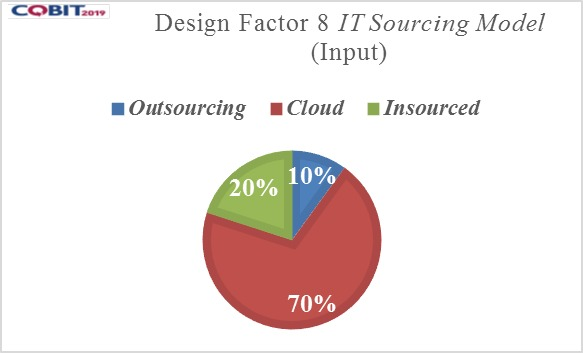 COBIT 2019
Design Factor 8 IT Sourcing Model
(Input)
Outsourcing Cloud Insourced
10%
20%
70%